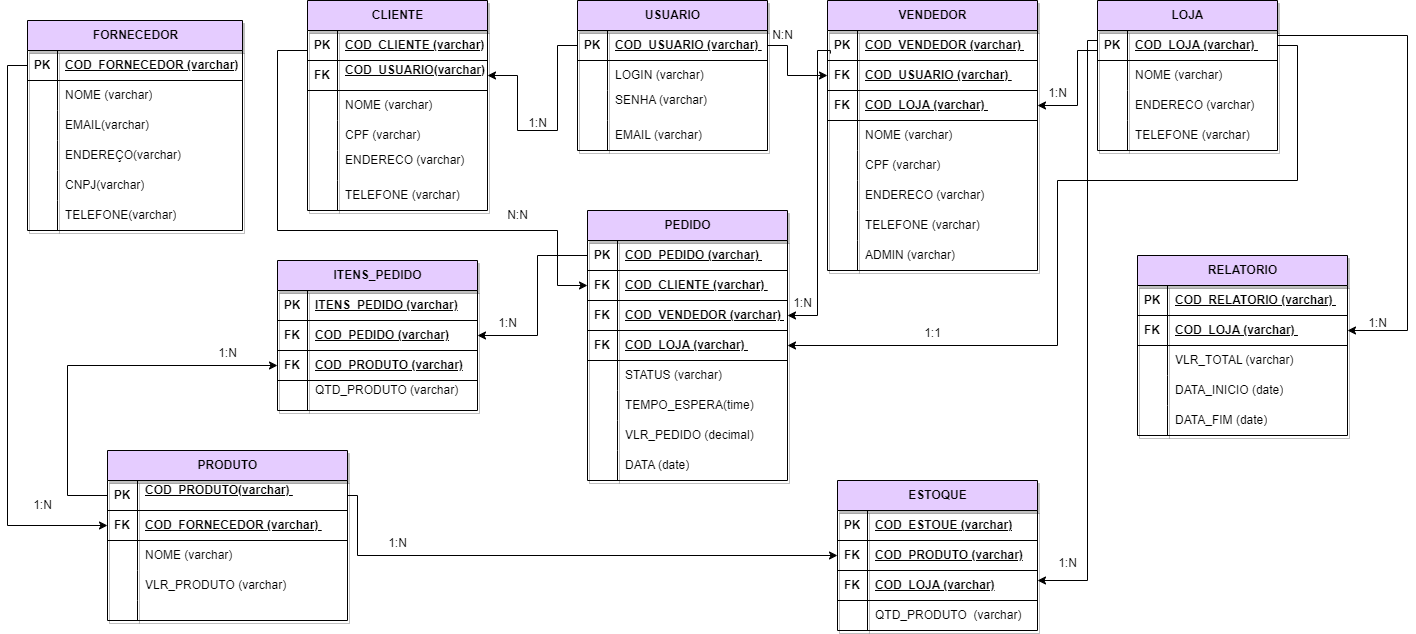 FORNECEDOR
PK COD_FORNECEDOR (varchar)
NOME (varchar)
EMAIL(varchar)
ENDEREÇO(varchar)
CNPJ(varchar)
TELEFONE(varchar)
CLIENTE
PK COD_CLIENTE (varchar)
FK COD_USUARIO(varchar)
NOME (varchar)
CPF (varchar)
ENDERECO (varchar)
TELEFONE (varchar)
USUARIO
PK COD_USUARIO (varchar)
LOGIN (varchar)
SENHA (varchar)
EMAIL (varchar)
VENDEDOR
PK COD_VENDEDOR (varchar)
FK COD_USUARIO (varchar)
FK COD_LOJA (varchar)
NOME (varchar)
CPF (varchar)
ENDERECO (varchar)
TELEFONE (varchar)
ADMIN (varchar)
LOJA
PK COD_LOJA (varchar)
NOME (varchar)
ENDERECO (varchar)
TELEFONE (varchar)
N:N
1:N
1:N
N:N
ITENS_PEDIDO
PK ITENS_PEDIDO (varchar)
FK COD_PEDIDO (varchar)
FK COD_PRODUTO (varchar)
QTD_PRODUTO (varchar)
PEDIDO
PK COD_PEDIDO (varchar)
FK COD_CLIENTE (varchar)
FK COD_VENDEDOR (varchar)
FK COD_LOJA (varchar)
STATUS (varchar)
TEMPO_ESPERA(time)
VLR_PEDIDO (decimal)
DATA (date)
RELATORIO
PK COD_RELATORIO (varchar)
FK COD_LOJA (varchar)
VLR_TOTAL (varchar)
DATA_INICIO (date)
DATA_FIM (date)
1:N
1:N
1:1
1:N
1:N
PRODUTO
PK COD_PRODUTO(varchar)
FK COD_FORNECEDOR (varchar)
NOME (varchar)
VLR_PRODUTO (varchar)
1:N
1:N
1:N
ESTOQUE
PK COD_ESTOUE (varchar)
FK COD_PRODUTO (varchar)
FK COD_LOJA (varchar)
QTD_PRODUTO (varchar)